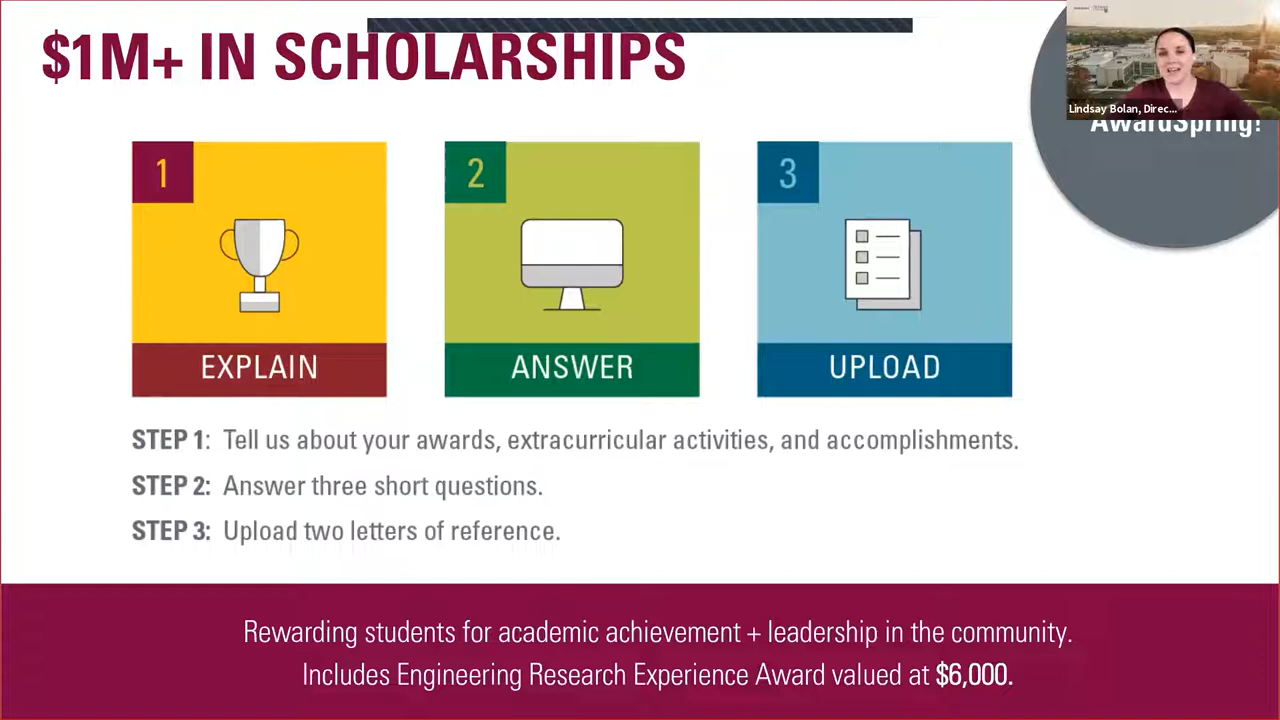 $1M+ IN SCHOLARSHIPS
Lindsay Bolan, Direc...
AwardSpring!
1
2
3
EXPLAIN
ANSWER
UPLOAD
STEP 1: Tell us about your awards, extracurricular activities, and accomplishments.
STEP 2: Answer three short questions.
STEP 3: Upload two letters of reference.
Rewarding students for academic achievement + leadership in the community.
Includes Engineering Research Experience Award valued at $6,000.